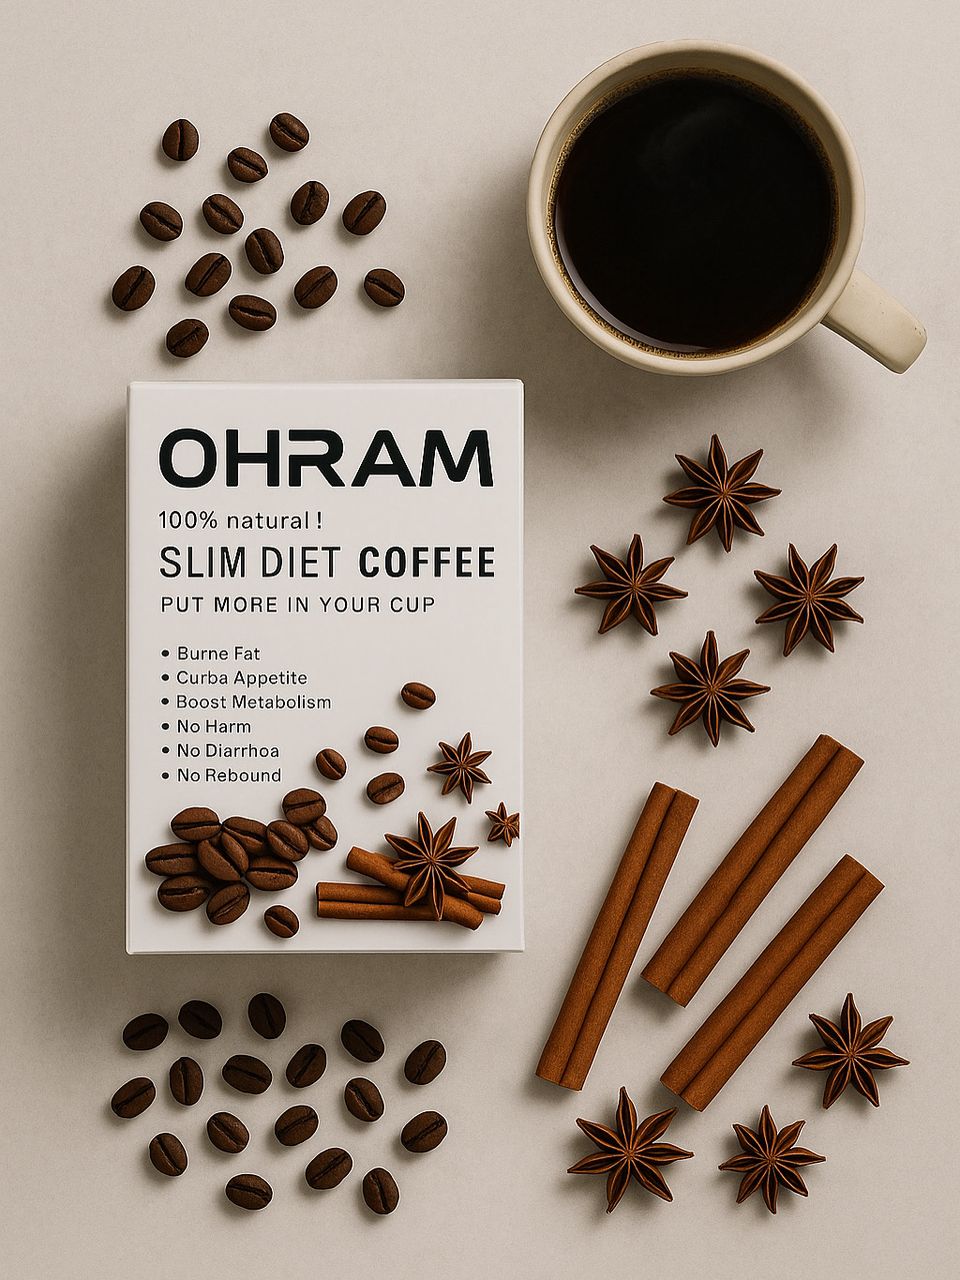 OHRAM
100% natural!
SLIM DIET COFFEE
PUT MORE IN YOUR CUP
• Burne Fat
• Curba Appetite
• Boost Metabolism
• No Harm
• No Diarrhoa
• No Rebound